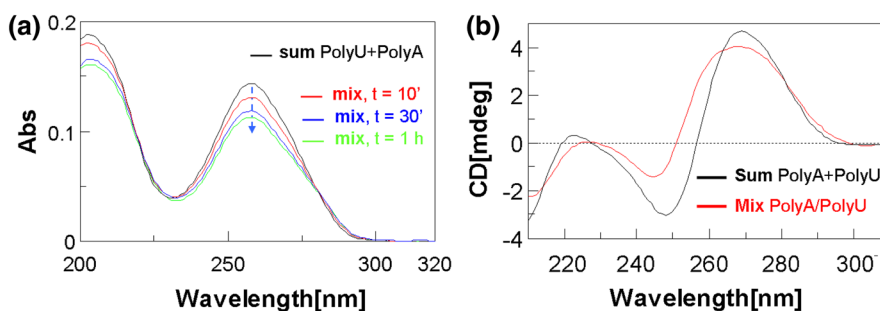 (a)
0.2
0.1
0
Abs
sum PolyU+PolyA
mix, t = 10'
mix, t = 30'
mix, t = 1 h
200
250
300
320
Wavelength[nm]
(b)
4
2
0
-2
-4
CD[mdeg]
Sum PolyA+PolyU
Mix PolyA/PolyU
220
240
260
280
300
Wavelength[nm]